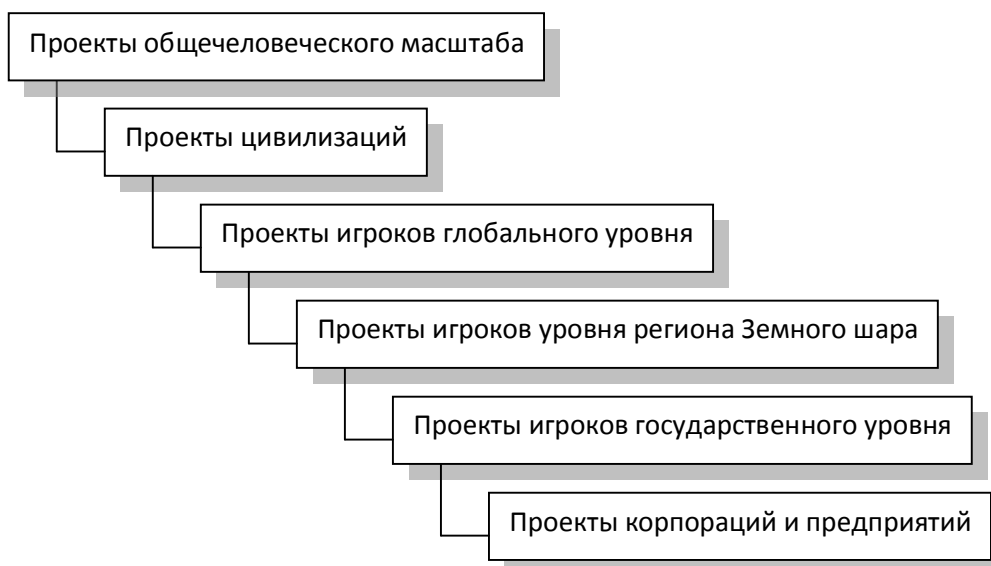 Проекты общечеловеческого масштаба
Проекты цивилизаций
Проекты игроков глобального уровня
Проекты игроков уровня региона Земного шара
Проекты игроков государственного уровня
Проекты корпораций и предприятий